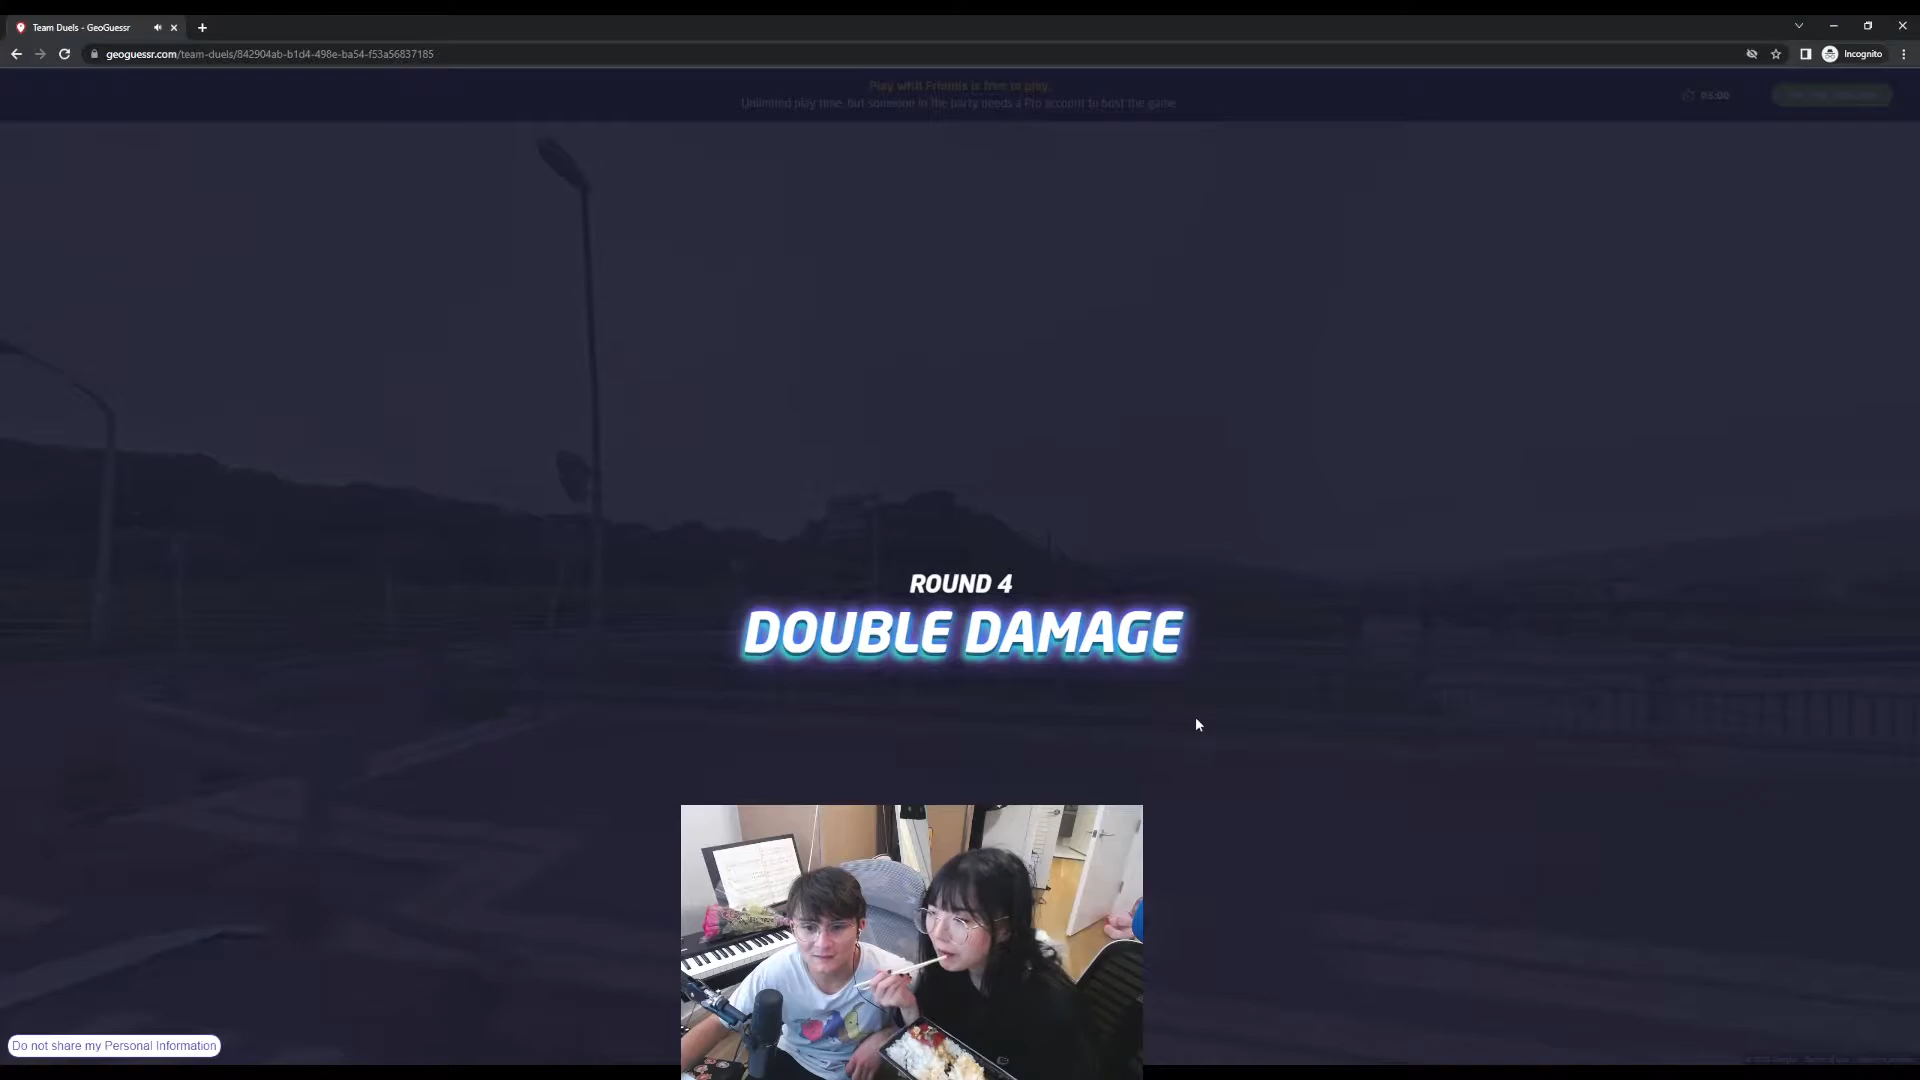 Team Duels - GeoGuessr
geoguessr.com/team-duels/842904ab-b1d4-498e-ba54-f53a56837185
Incognito
Play with Friends is free to play.
Unlimited play time, but someone in the party needs a Pro account to host the game
05:00
ROUND 4
DOUBLE DAMAGE
Do not share my Personal Information